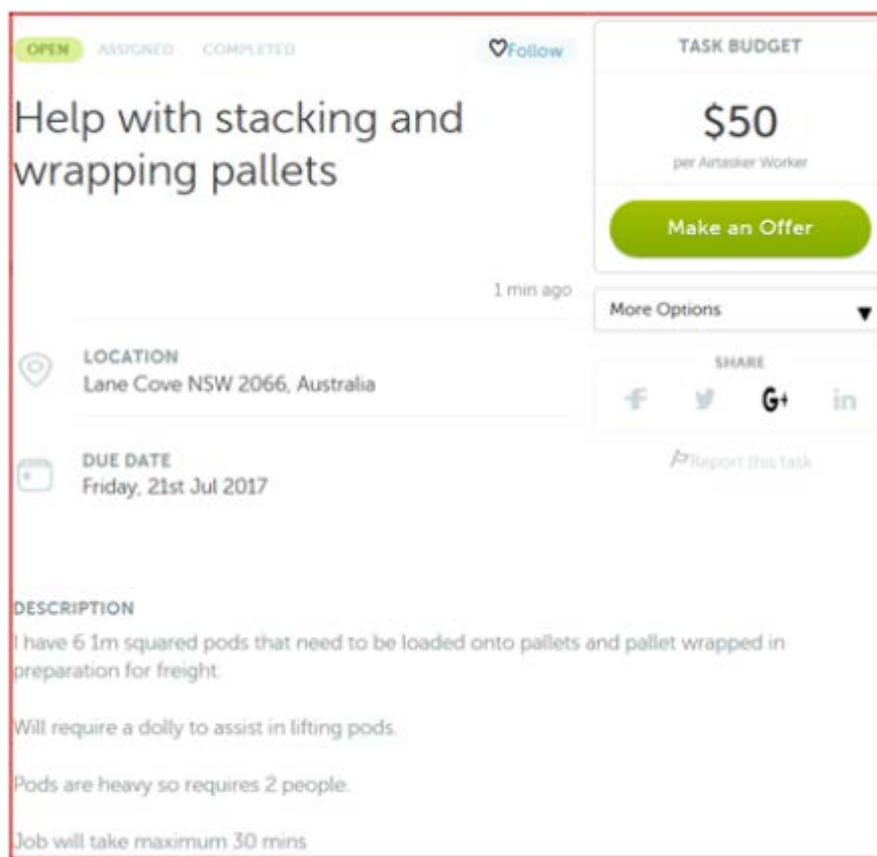 OPEN ASSIGNED COMPLETED
Follow
Help with stacking and
wrapping pallets
1 min ago
LOCATION
Lane Cove NSW 2066, Australia
DUE DATE
Friday, 21st Jul 2017
TASK BUDGET
$50
per Airtasker Worker
Make an Offer
More Options
SHARE
f G+ in
Report this task
DESCRIPTION
I have 6 1m squared pods that need to be loaded onto pallets and pallet wrapped in
preparation for freight.
Will require a dolly to assist in lifting pods.
Pods are heavy so requires 2 people.
Job will take maximum 30 mins